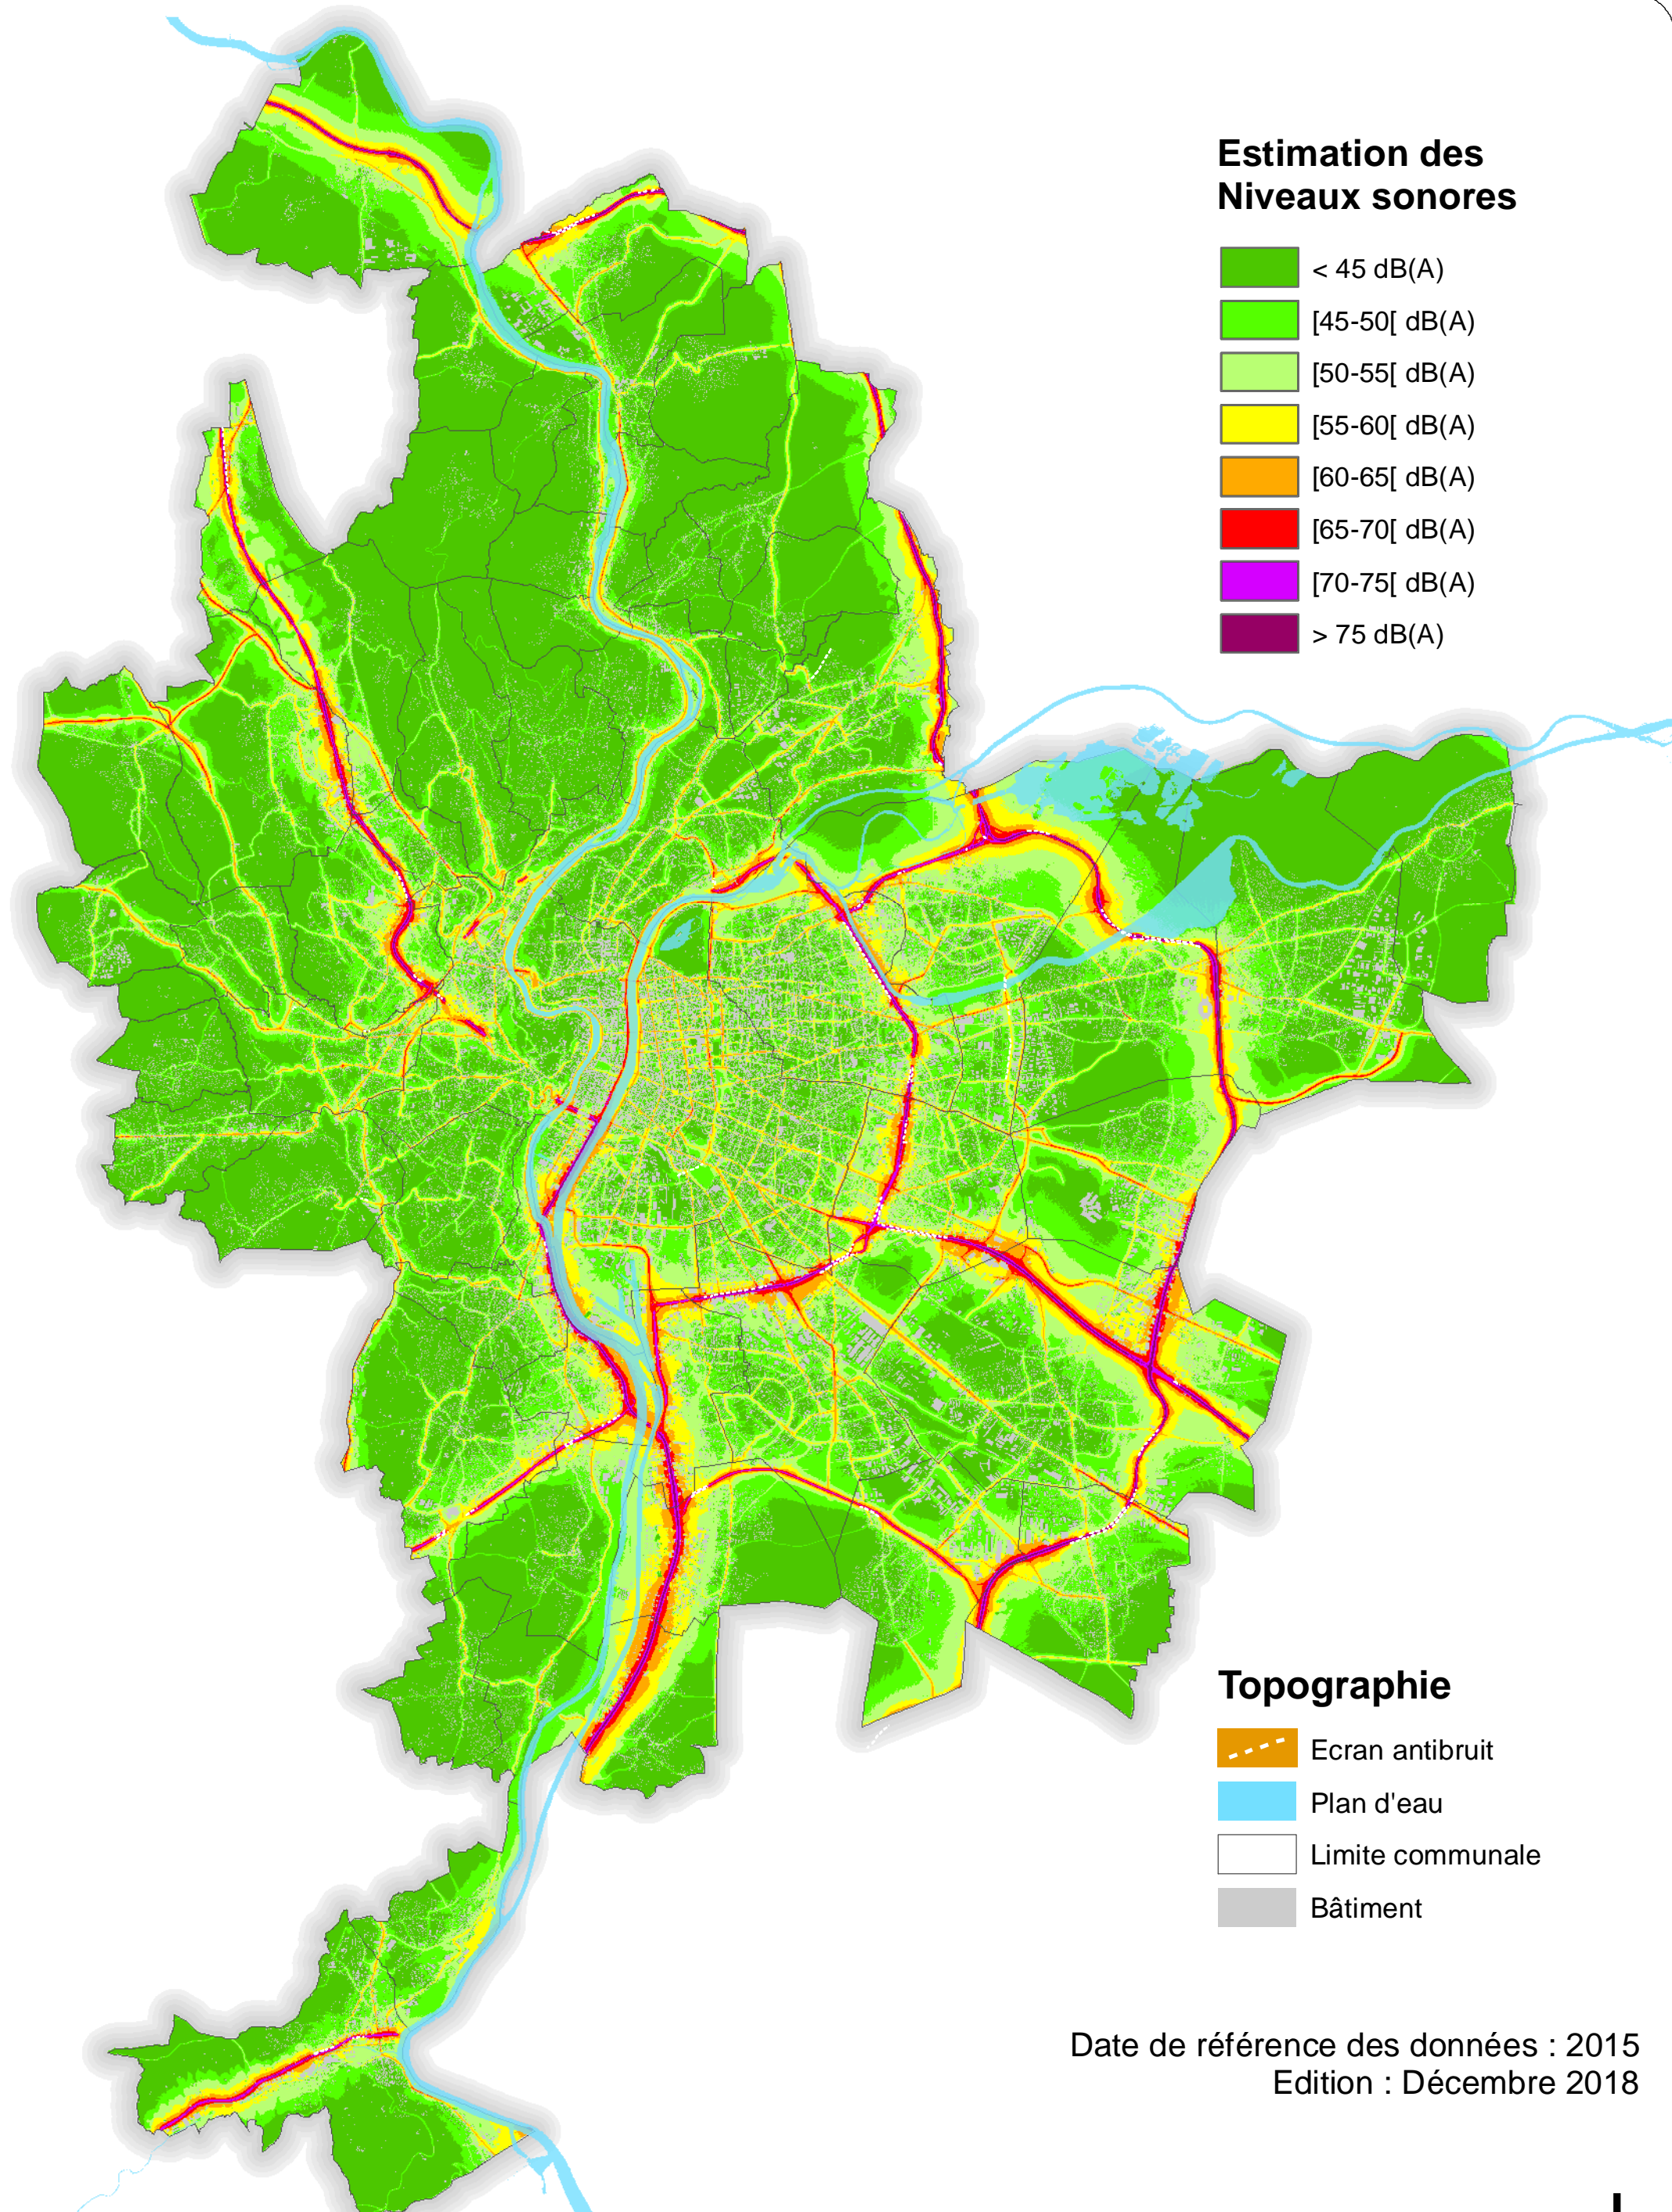 Estimation des
Niveaux sonores
< 45 dB(A)
[45-50[ dB(A)
[50-55[ dB(A)
[55-60[ dB(A)
[60-65[ dB(A)
[65-70[ dB(A)
[70-75[ dB(A)
> 75 dB(A)
Topographie
Ecran antibruit
Plan d'eau
Limite communale
Bâtiment
Date de référence des données : 2015
Edition : Décembre 2018